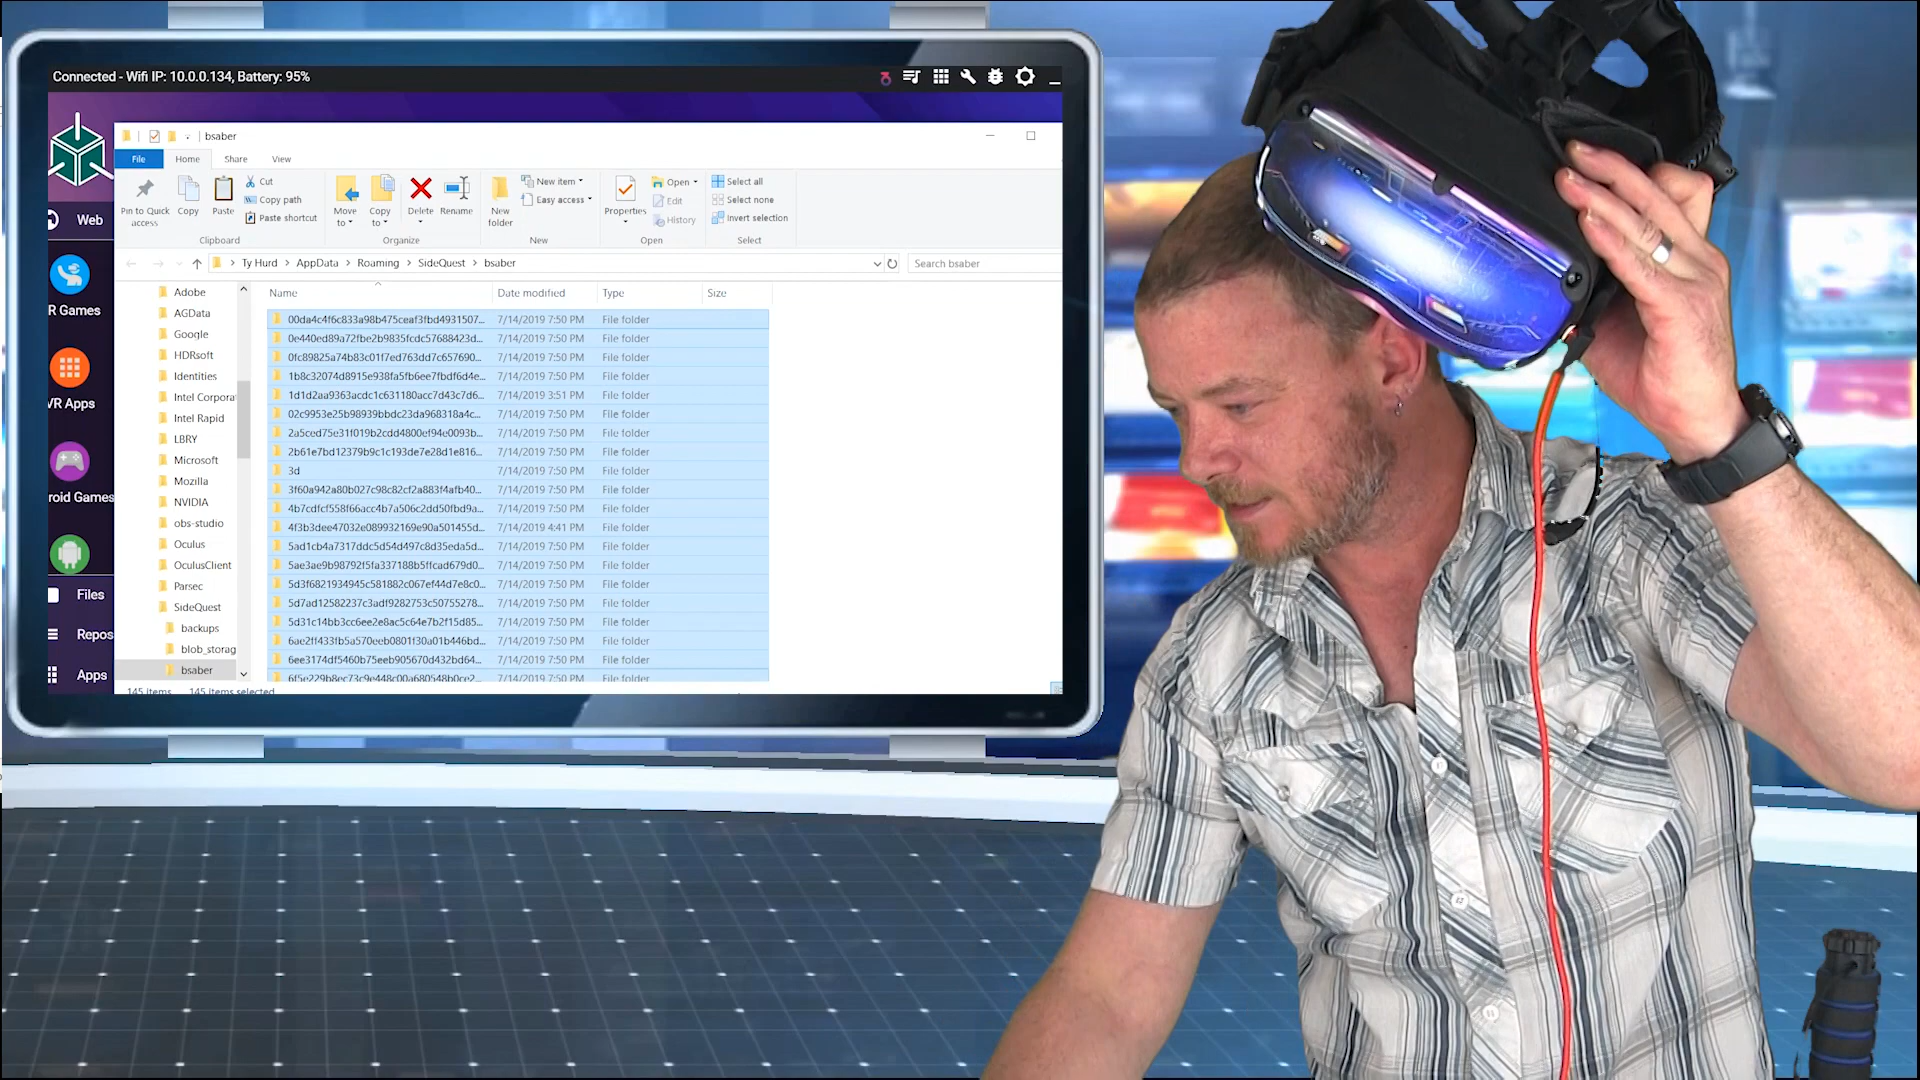 Connected - Wifi IP: 10.0.0.134, Battery: 95%
bsaber
File Home Share View
Pin to Quick access
Copy
Paste
Cut
Copy path
Paste shortcut
Move to
Copy to
Delete
Rename
New folder
New item
Easy access
Properties
Open
Edit
History
Select all
Select none
Invert selection
Clipboard
Organize
New
Open
Select
Ty Hurd > AppData > Roaming > SideQuest > bsaber
Search bsaber
Web
R Games
VR Apps
roid Games
Files
Repos
Apps
Adobe
AGData
Google
HDRsoft
Identities
Intel Corpora
Intel Rapid
LBRY
Microsoft
Mozilla
NVIDIA
obs-studio
Oculus
OculusClient
Parsec
SideQuest
backups
blob_storag
bsaber
Name Date modified Type Size
00da4c4f6c833a98b475ceaf3fbd4931507... 7/14/2019 7:50 PM File folder
0e440ed89a72fbe2b9835fcdc57688423d... 7/14/2019 7:50 PM File folder
0fc89825a74b83c01f7ed763dd7c657690... 7/14/2019 7:50 PM File folder
1b8c32074d8915e938fa5fb6ee7fbdf6d4e... 7/14/2019 7:50 PM File folder
1d1d2aa9363acdc1c631180acc7d43c7d6... 7/14/2019 3:51 PM File folder
02c9953e25b98939bbdc23da968318a4c... 7/14/2019 7:50 PM File folder
2a5ced75e31f019b2cdd4800ef94e0093b... 7/14/2019 7:50 PM File folder
2b61e7bd12379b9c1c193de7e28d1e816... 7/14/2019 7:50 PM File folder
3d 7/14/2019 7:50 PM File folder
3f60a942a80b027c98c82cf2a883f4afb40... 7/14/2019 7:50 PM File folder
4b7cdfcf558f66acc4b7a506c2dd50fbd9a... 7/14/2019 7:50 PM File folder
4f3b3dee47032e089932169e90a501455d... 7/14/2019 4:41 PM File folder
5ad1cb4a7317ddc5d54d497c8d35eda5d... 7/14/2019 7:50 PM File folder
5ae3ae9b98792f5fa337188b5ffcad679d0... 7/14/2019 7:50 PM File folder
5d3f6821934945c581882c067ef44d7e8c0... 7/14/2019 7:50 PM File folder
5d7ad12582237c3adf9282753c50755278... 7/14/2019 7:50 PM File folder
5d31c14bb3cc6ee2e8ac5c64e7b2f15d85... 7/14/2019 7:50 PM File folder
6ae2ff433fb5a570eeb0801f30a01b446bd... 7/14/2019 7:50 PM File folder
6ee3174df5460b75eeb905670d432bd64... 7/14/2019 7:50 PM File folder
6f5e229b8ec73c9e448c00a680548b0ce2... 7/14/2019 7:50 PM File folder
145 items 145 items selected